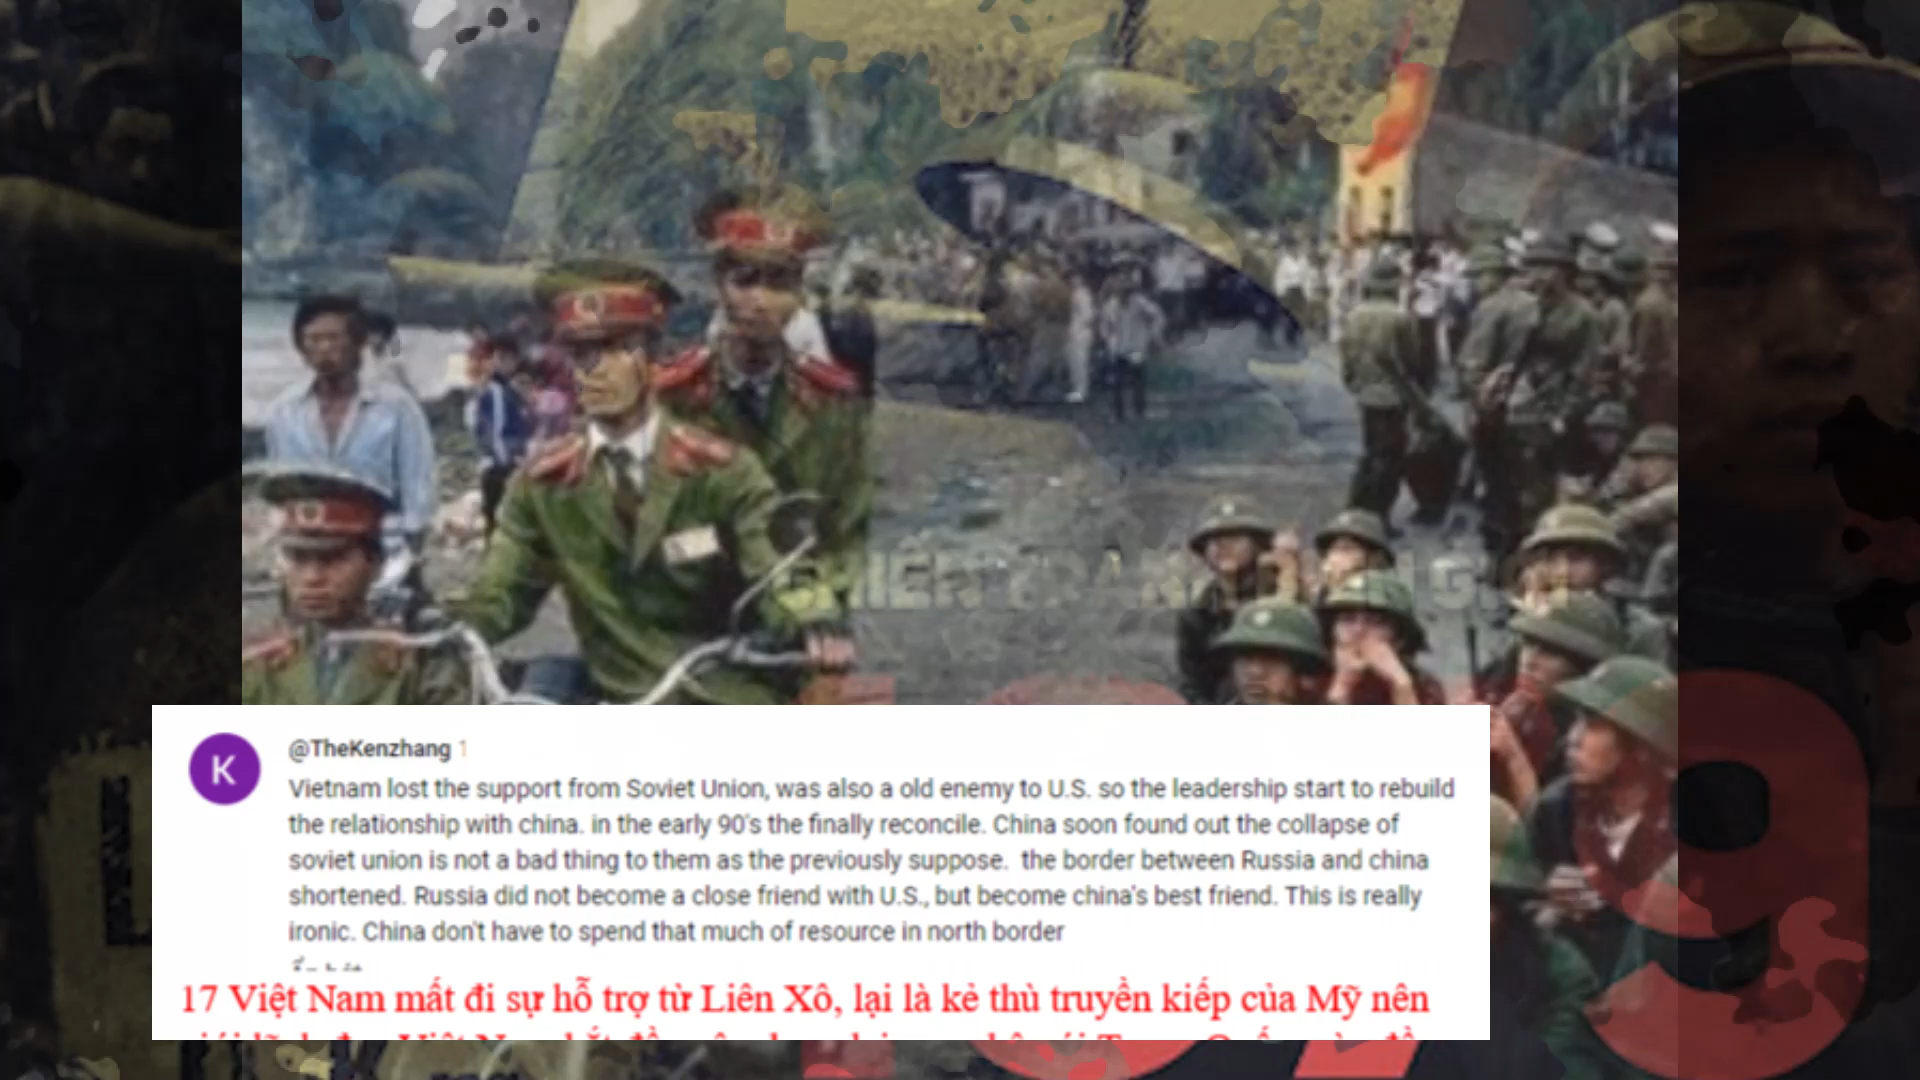 K
@TheKenzhang 1
Vietnam lost the support from Soviet Union, was also a old enemy to U.S. so the leadership start to rebuild
the relationship with china. in the early 90's the finally reconcile. China soon found out the collapse of
soviet union is not a bad thing to them as the previously suppose. the border between Russia and china
shortened. Russia did not become a close friend with U.S., but become china's best friend. This is really
ironic. China don't have to spend that much of resource in north border
17 Việt Nam mất đi sự hỗ trợ từ Liên Xô, lại là kẻ thù truyền kiếp của Mỹ nên
9